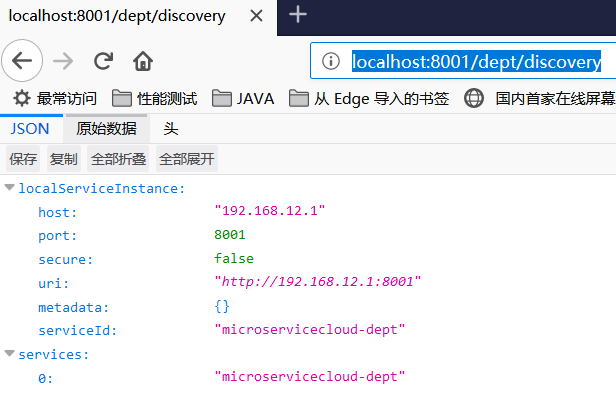 localhost:8001/dept/discovery
localhost:8001/dept/discovery
最常访问 性能测试 JAVA 从 Edge 导入的书签 国内首家在线屏幕
JSON 原始数据 头
保存 复制 全部折叠 全部展开
localServiceInstance:
host: "192.168.12.1"
port: 8001
secure: false
uri: "http://192.168.12.1:8001"
metadata: {}
serviceId: "microservicecloud-dept"
services:
0: "microservicecloud-dept"